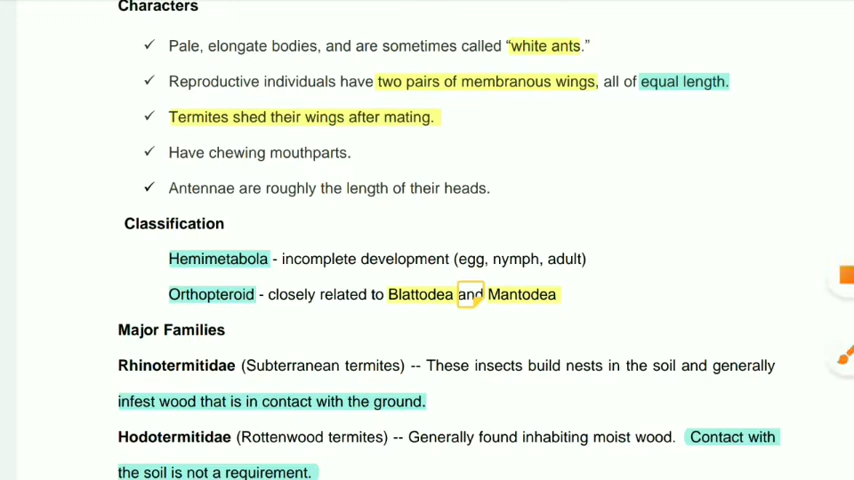 Characters
✓ Pale, elongate bodies, and are sometimes called “white ants.”
✓ Reproductive individuals have two pairs of membranous wings, all of equal length.
✓ Termites shed their wings after mating.
✓ Have chewing mouthparts.
✓ Antennae are roughly the length of their heads.
Classification
Hemimetabola - incomplete development (egg, nymph, adult)
Orthopteroid - closely related to Blattodea and Mantodea
Major Families
Rhinotermitidae (Subterranean termites) -- These insects build nests in the soil and generally
infest wood that is in contact with the ground.
Hodotermitidae (Rottenwood termites) -- Generally found inhabiting moist wood. Contact with
the soil is not a requirement.